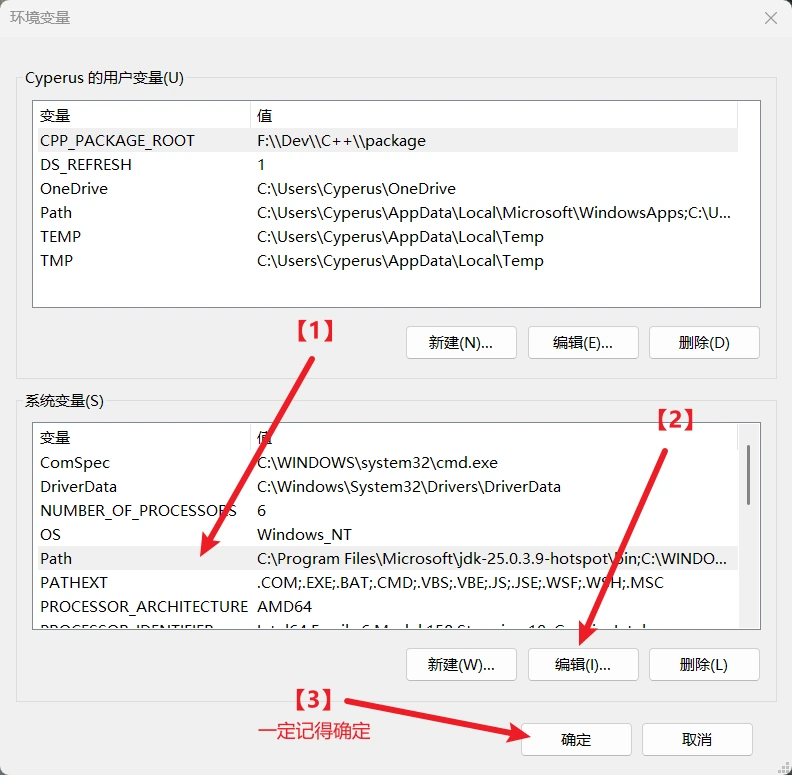 环境变量
Cyperus 的用户变量(U)
变量 值
CPP_PACKAGE_ROOT F:\\Dev\\C++\\package
DS_REFRESH 1
OneDrive C:\Users\Cyperus\OneDrive
Path C:\Users\Cyperus\AppData\Local\Microsoft\WindowsApps;C:\U...
TEMP C:\Users\Cyperus\AppData\Local\Temp
TMP C:\Users\Cyperus\AppData\Local\Temp
【1】
新建(N)... 编辑(E)... 删除(D)
系统变量(S)
【2】
变量 值
ComSpec C:\WINDOWS\system32\cmd.exe
DriverData C:\Windows\System32\Drivers\DriverData
NUMBER_OF_PROCESSORS 6
OS Windows_NT
Path C:\Program Files\Microsoft\jdk-25.0.3.9-hotspot\bin;C:\WINDO...
PATHEXT .COM;.EXE;.BAT;.CMD;.VBS;.VBE;.JS;.JSE;.WSF;.WSH;.MSC
PROCESSOR_ARCHITECTURE AMD64
PROCESSOR_IDENTIFIER Intel64 Family 6 Model
新建(W)... 编辑(I)... 删除(L)
【3】
一定记得确定
确定 取消